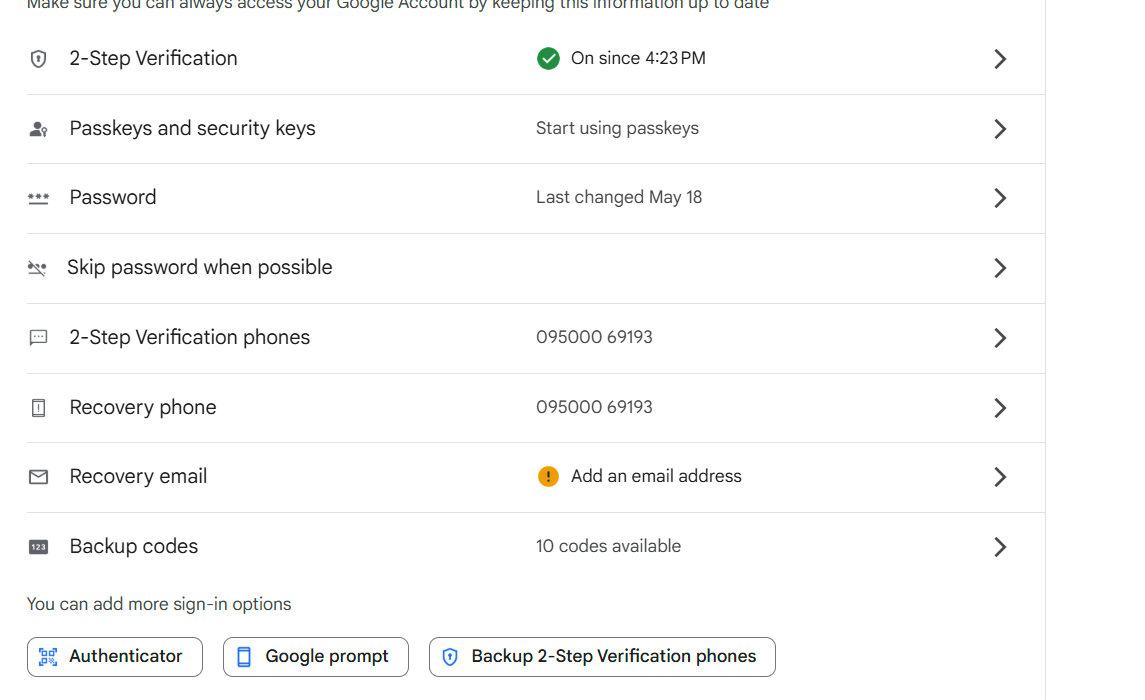 Make sure you can always access your Google Account by keeping this information up to date
2-Step Verification On since 4:23 PM
Passkeys and security keys Start using passkeys
Password Last changed May 18
Skip password when possible
2-Step Verification phones 095000 69193
Recovery phone 095000 69193
Recovery email Add an email address
123 Backup codes 10 codes available
You can add more sign-in options
Authenticator Google prompt Backup 2-Step Verification phones